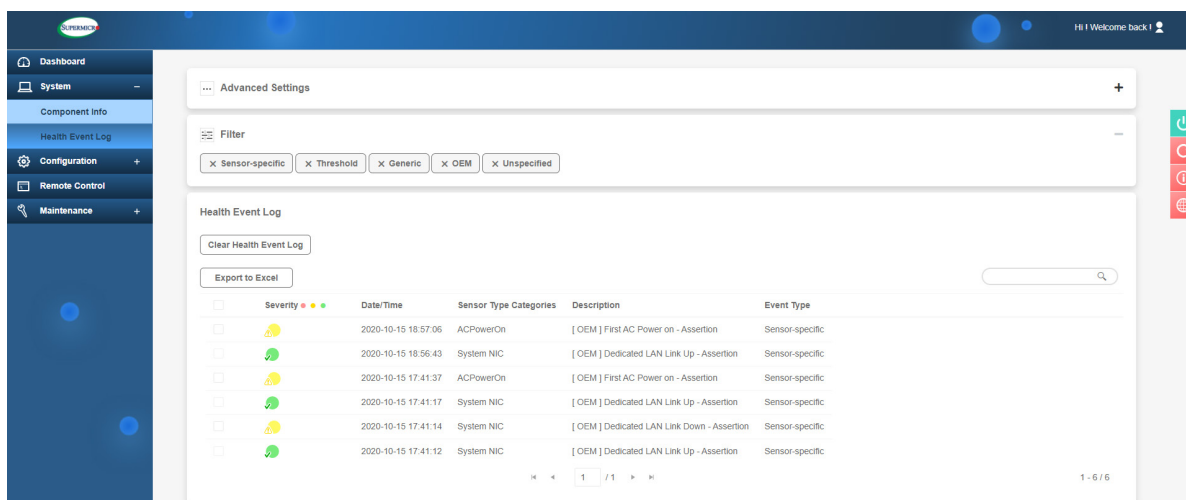 SUPERMICR
Hi ! Welcome back !
Dashboard
System
Component Info
Health Event Log
Configuration
Remote Control
Maintenance
Advanced Settings
Filter
Sensor-specific Threshold Generic OEM Unspecified
Health Event Log
Clear Health Event Log
Export to Excel
Severity Date/Time Sensor Type Categories Description Event Type
2020-10-15 18:57:06 ACPowerOn [ OEM ] First AC Power on - Assertion Sensor-specific
2020-10-15 18:56:43 System NIC [ OEM ] Dedicated LAN Link Up - Assertion Sensor-specific
2020-10-15 17:41:37 ACPowerOn [ OEM ] First AC Power on - Assertion Sensor-specific
2020-10-15 17:41:17 System NIC [ OEM ] Dedicated LAN Link Up - Assertion Sensor-specific
2020-10-15 17:41:14 System NIC [ OEM ] Dedicated LAN Link Down - Assertion Sensor-specific
2020-10-15 17:41:12 System NIC [ OEM ] Dedicated LAN Link Up - Assertion Sensor-specific
1 / 1 1 - 6 / 6